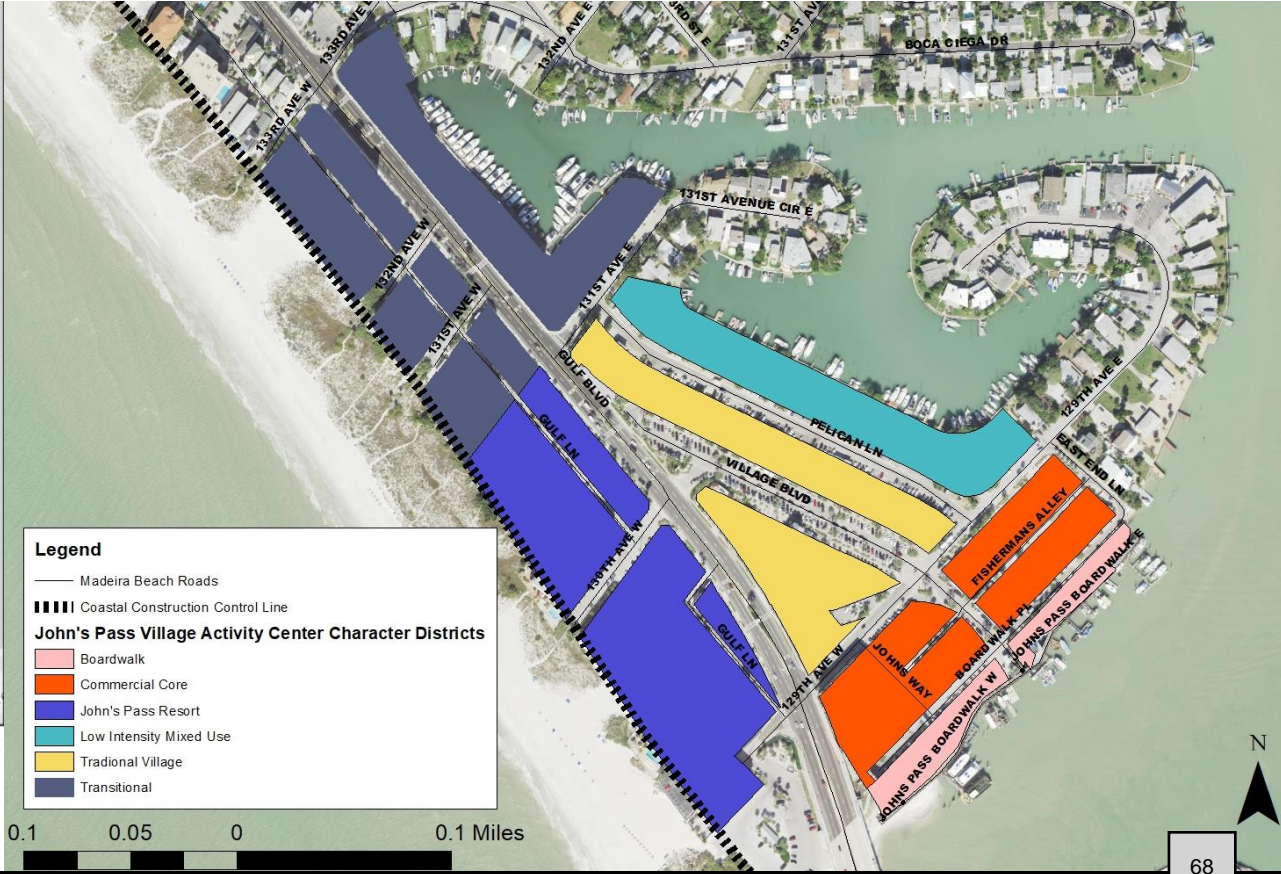 133RD AVE E
132ND AVE E
131ST AV
BOCA CIEGA DR
133RD AVE W
131ST AVENUE CIR E
132ND AVE W
131ST AVE E
131ST AVE W
GULF BLVD
129TH AVE E
PELICAN LN
GULF LN
EAST END LN
VILLAGE BLVD
FISHERMANS ALLEY
130TH AVE W
JOHNS PASS BOARDWALK E
BOARDWALK PL
GULF LN
JOHNS WAY
129TH AVE W
JOHNS PASS BOARDWALK W
Legend
Madeira Beach Roads
Coastal Construction Control Line
John's Pass Village Activity Center Character Districts
Boardwalk
Commercial Core
John's Pass Resort
Low Intensity Mixed Use
Tradional Village
Transitional
0.1 0.05 0 0.1 Miles
N
68